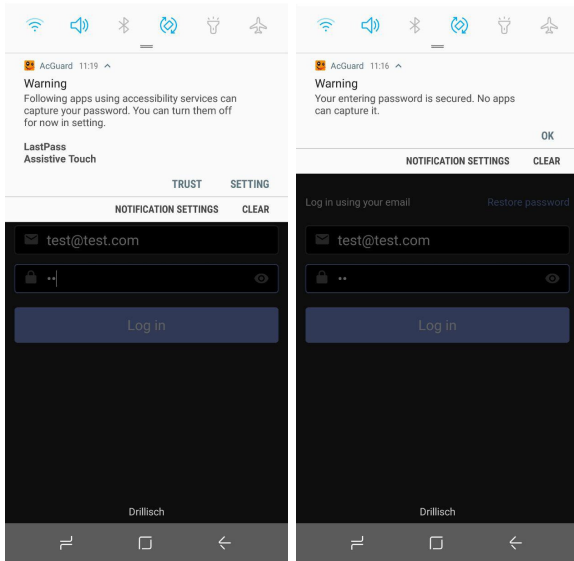 AcGuard 11:19
Warning
Following apps using accessibility services can
capture your password. You can turn them off
for now in setting.
LastPass
Assistive Touch
TRUST SETTING
NOTIFICATION SETTINGS CLEAR
test@test.com
Log in
Drillisch
AcGuard 11:16
Warning
Your entering password is secured. No apps
can capture it.
OK
NOTIFICATION SETTINGS CLEAR
Log in using your email Restore password
test@test.com
Log in
Drillisch